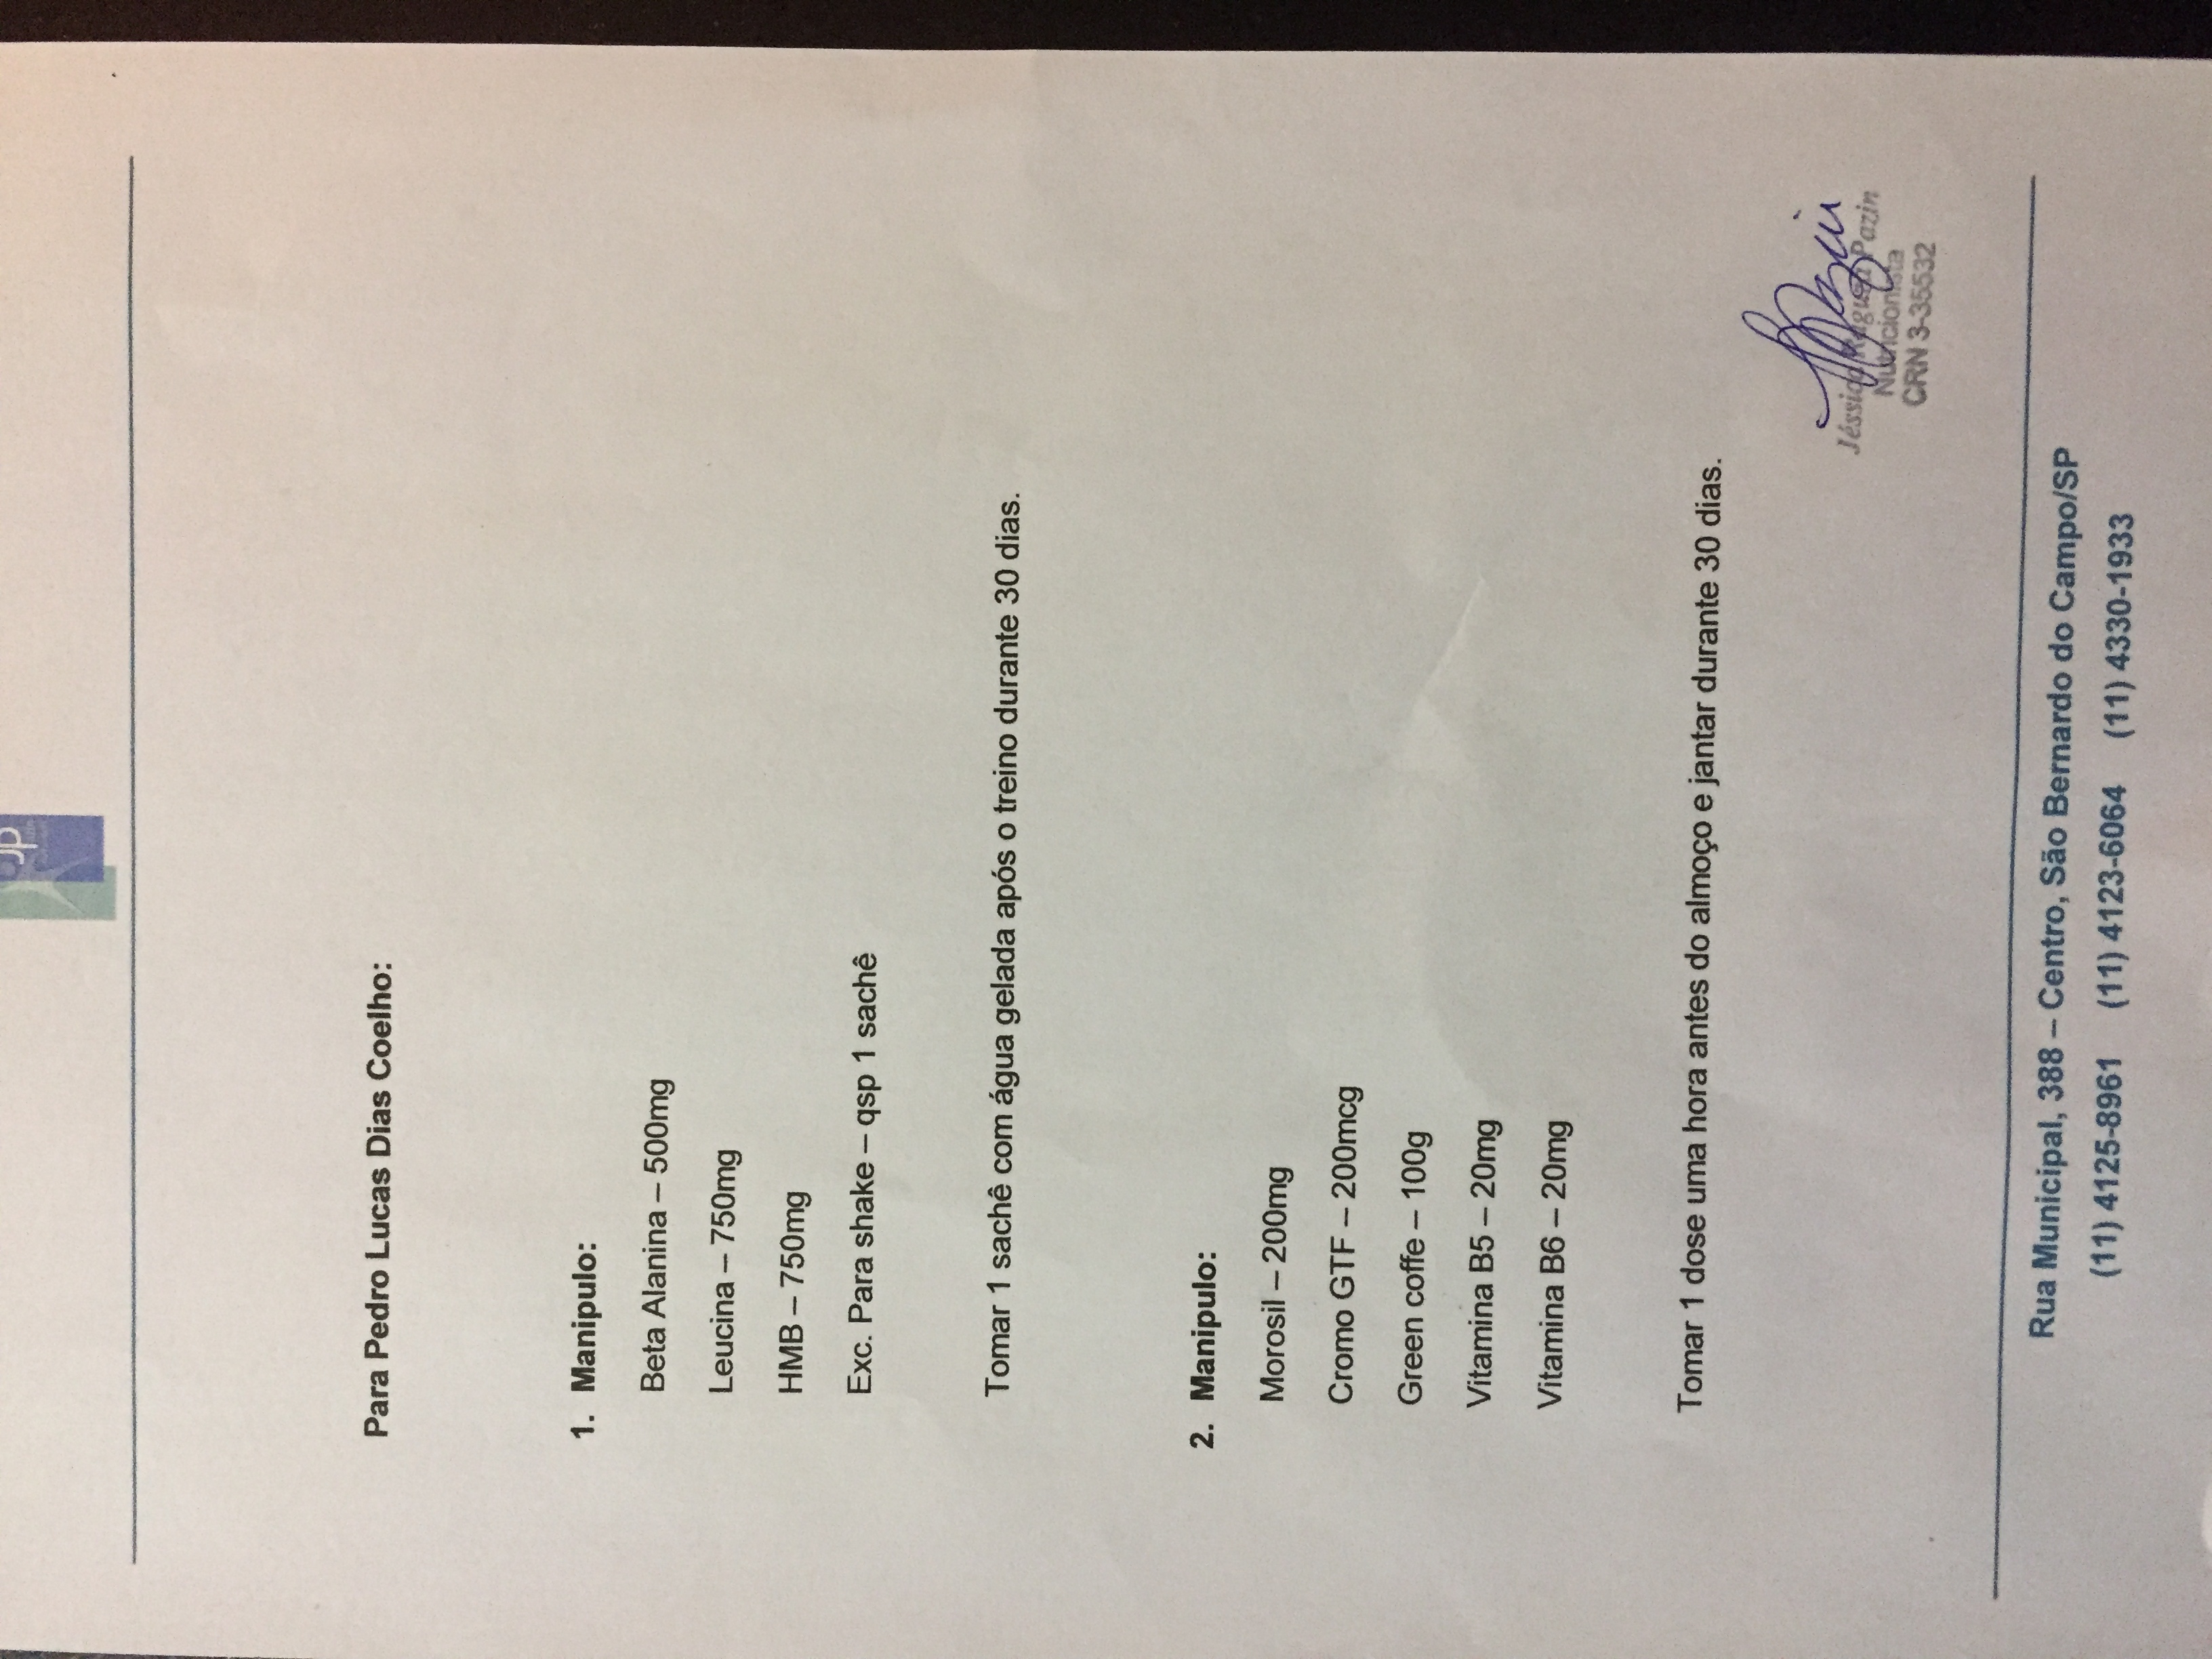 JP
Para Pedro Lucas Dias Coelho:
1. Manipulo:
Beta Alanina – 500mg
Leucina – 750mg
HMB – 750mg
Exc. Para shake – qsp 1 sachê
Tomar 1 sachê com água gelada após o treino durante 30 dias.
2. Manipulo:
Morosil – 200mg
Cromo GTF – 200mcg
Green coffe – 100g
Vitamina B5 – 20mg
Vitamina B6 – 20mg
Tomar 1 dose uma hora antes do almoço e jantar durante 30 dias.
Jéssica Pazin
Nutricionista
CRN 3-35532
Rua Municipal, 388 – Centro, São Bernardo do Campo/SP
(11) 4125-8961 (11) 4123-6064 (11) 4330-1933